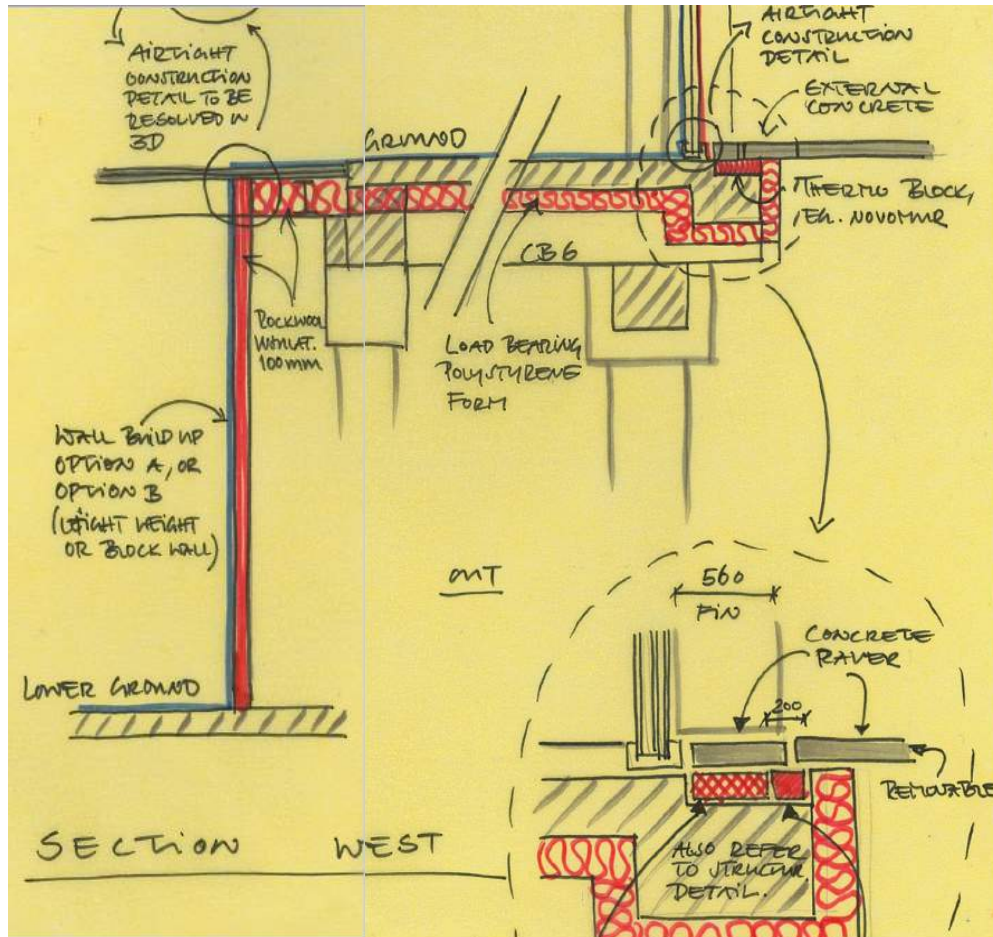 AIRTIGHT
CONSTRUCTION
DETAIL TO BE
RESOLVED IN
3D
GROUND
AIRTIGHT
CONSTRUCTION
DETAIL
EXTERNAL
CONCRETE
THERMO BLOCK,
EG. NOVOMUR
CB6
ROCKWOOL
100mm
LOAD BEARING
POLYSTYRENE
FORM
WALL BUILD UP
OPTION A, OR
OPTION B
(LIGHT WEIGHT
OR BLOCK WALL)
LOWER GROUND
OUT
560
FIN
CONCRETE
PAVER
200
REMOVABLE
ALSO REFER
TO STRUCTUR
DETAIL.
SECTION WEST